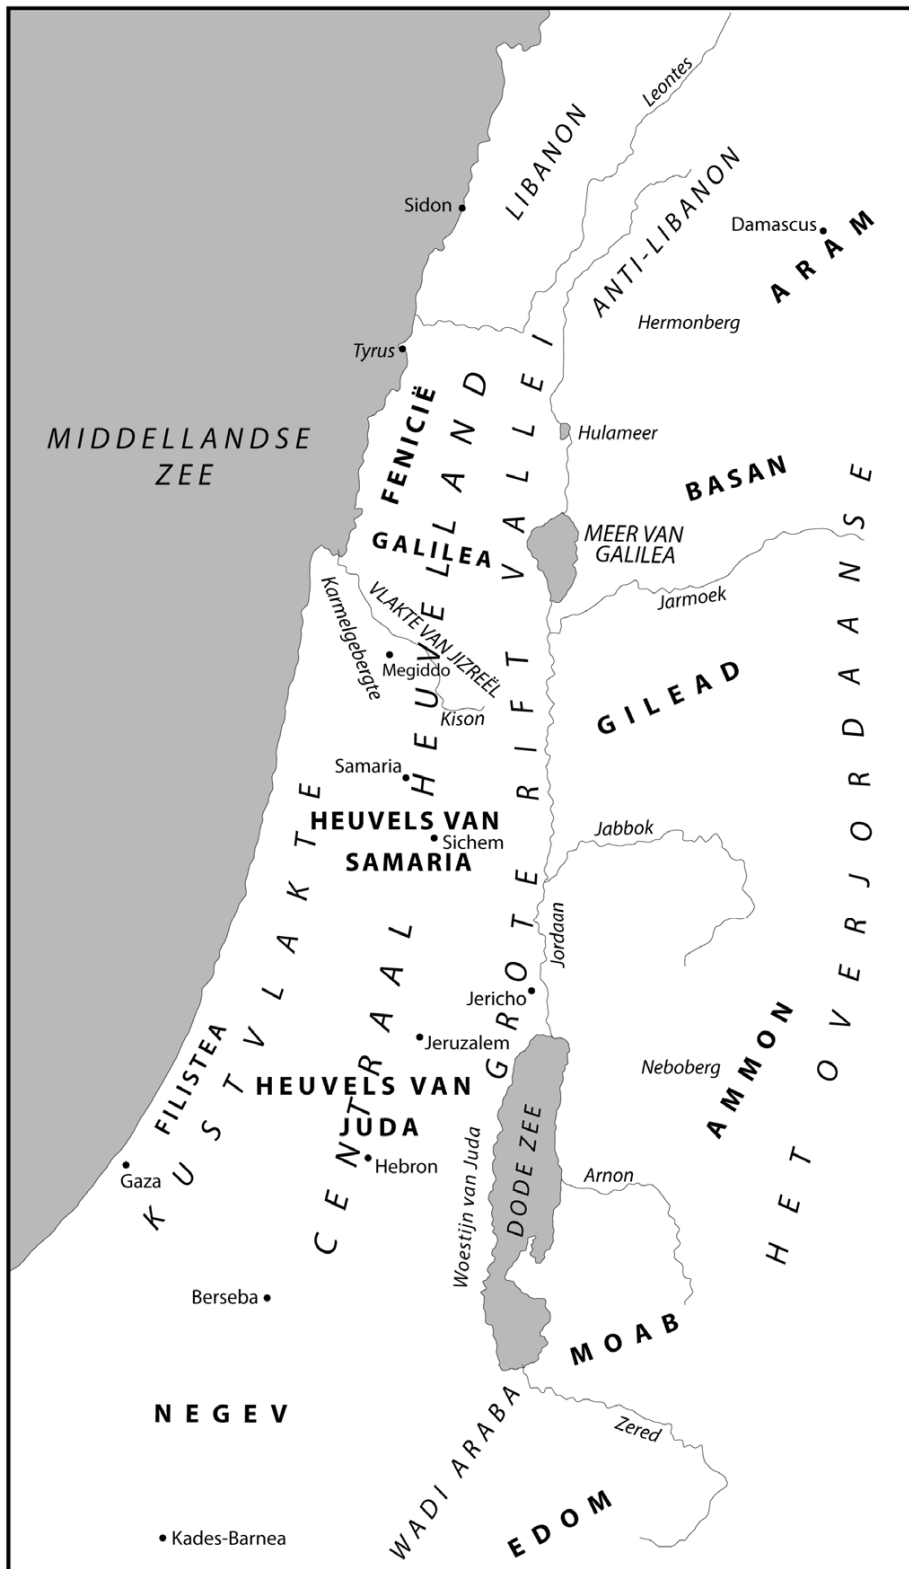 Leontes
LIBANON
ANTI-LIBANON
Sidon
Damascus
ARAM
Hermonberg
Tyrus
FENICIË
MIDDELLANDSE
ZEE
Hulameer
BASAN
GALILEA
MEER VAN
GALILEA
Jarmoek
Karmelgebergte
VLAKTE VAN JIZREËL
Megiddo
Kison
GILEAD
Samaria
HEUVELS VAN
SAMARIA
Sichem
Jabbok
Jordaan
Jericho
Jeruzalem
Neboberg
AMMON
FILISTEA
KUSTVLAKTE
CENTRAAL HEUVELLAND
GROTE RIFT VALLEI
HET OVERJORDAANSE
HEUVELS VAN
JUDA
Hebron
Gaza
Woestijn van Juda
DODE ZEE
Arnon
Berseba
MOAB
NEGEV
WADI ARABA
Zered
EDOM
Kades-Barnea